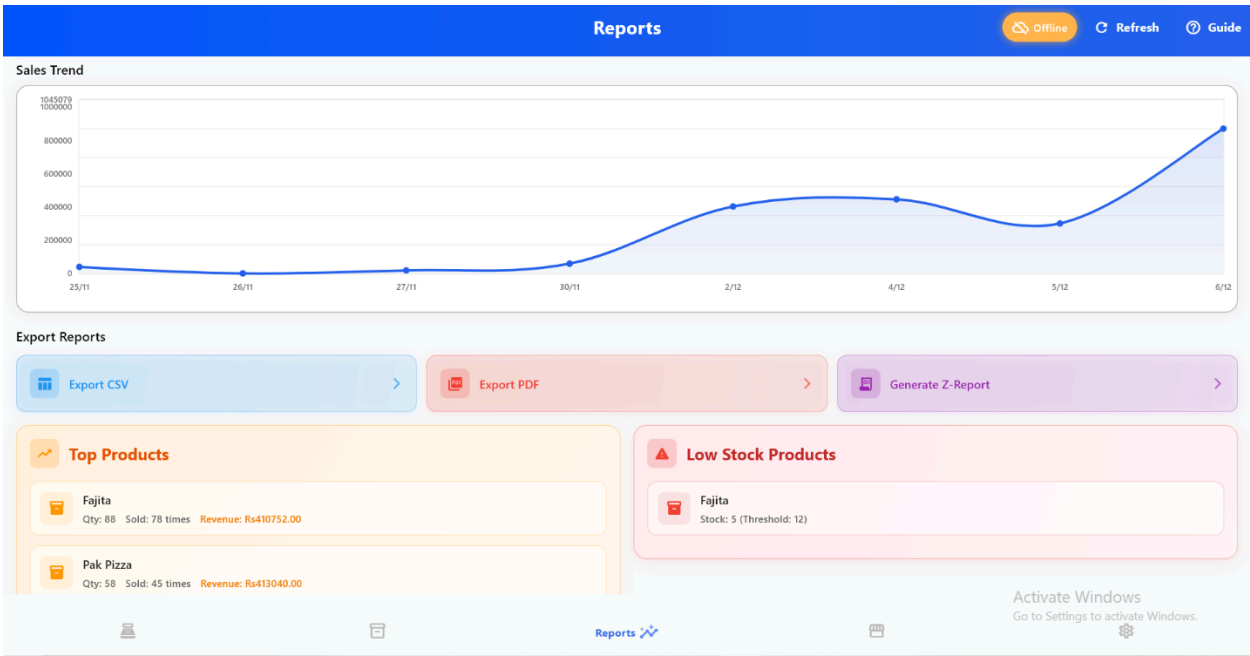 Reports
Offline
Refresh
Guide
Sales Trend
1045079
1000000
800000
600000
400000
200000
0
25/11 26/11 27/11 30/11 2/12 4/12 5/12 6/12
Export Reports
Export CSV
PDF
Export PDF
Generate Z-Report
Top Products
Fajita
Qty: 88 Sold: 78 times Revenue: Rs410752.00
Pak Pizza
Qty: 58 Sold: 45 times Revenue: Rs413040.00
Low Stock Products
Fajita
Stock: 5 (Threshold: 12)
Activate Windows
Go to Settings to activate Windows.
Reports